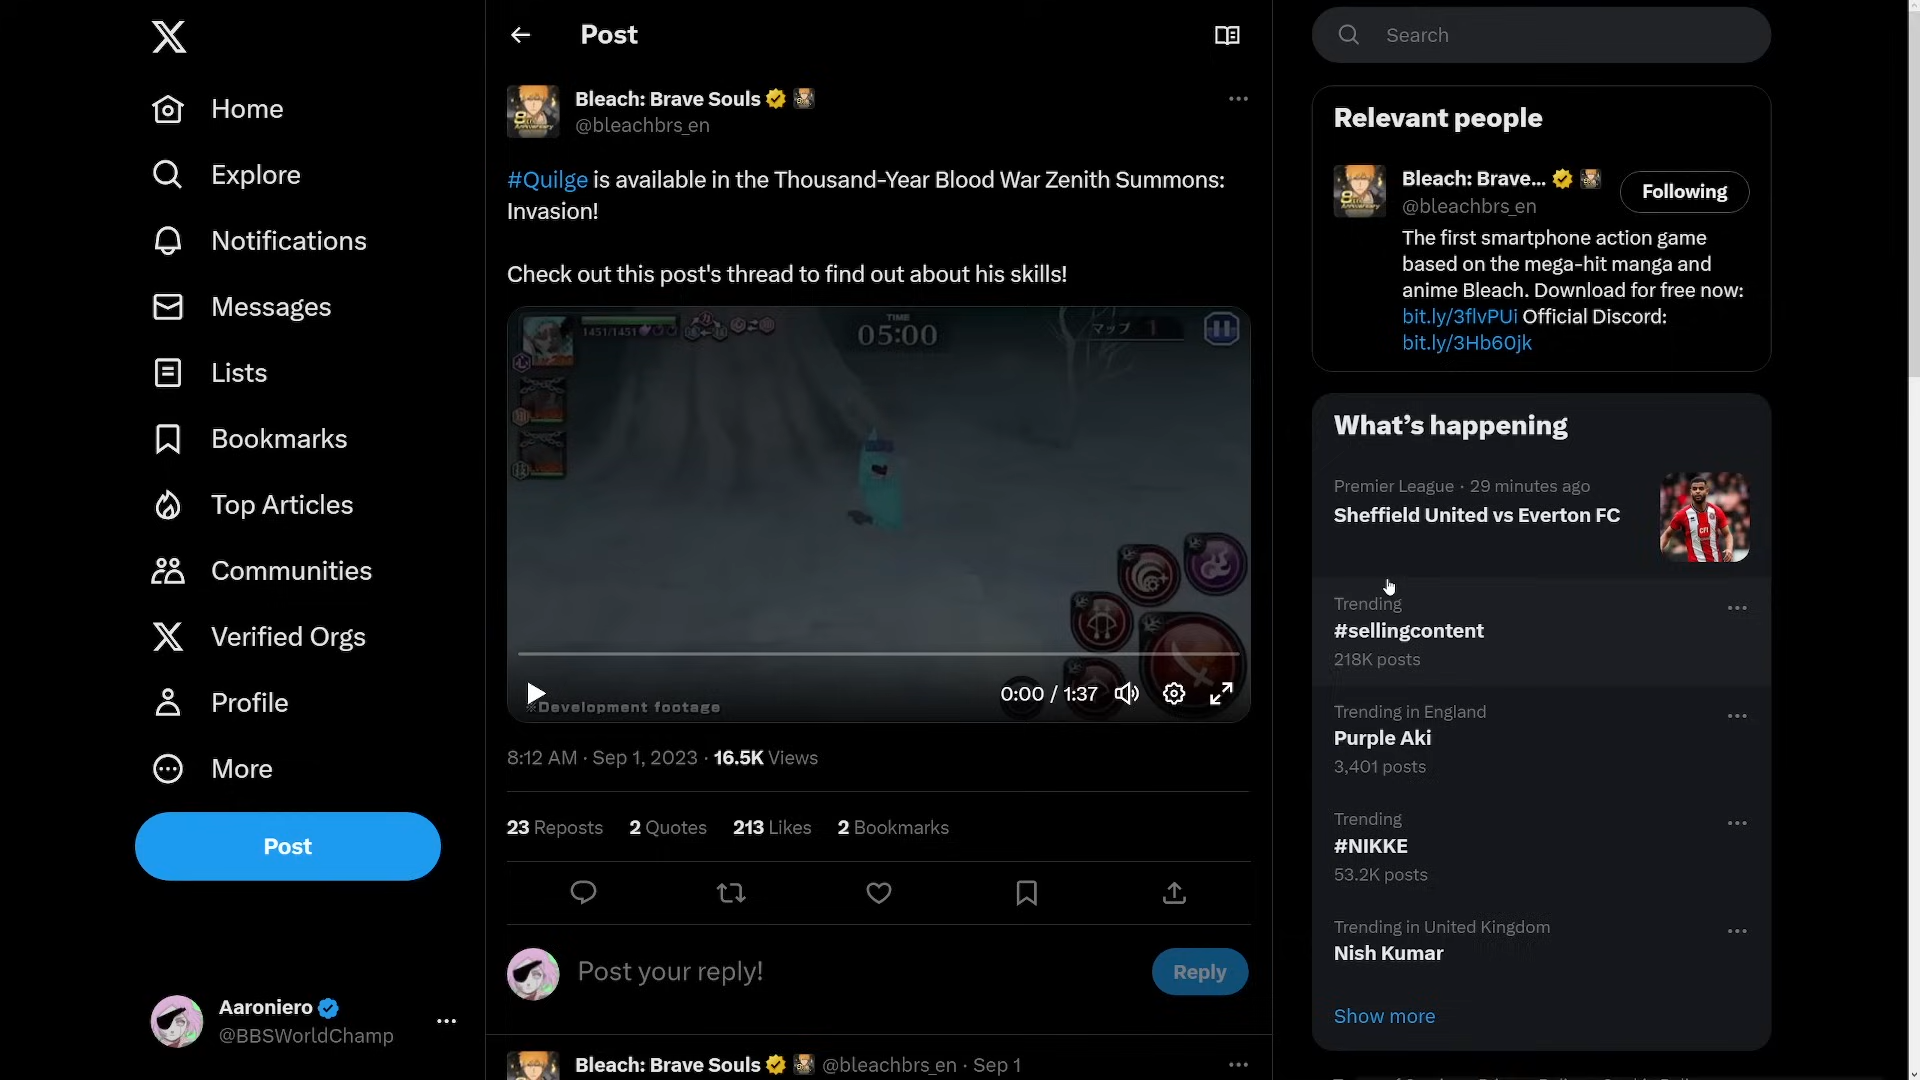 Home
Explore
Notifications
Messages
Lists
Bookmarks
Top Articles
Communities
Verified Orgs
Profile
More
Post
Aaroniero
@BBSWorldChamp
Post
Bleach: Brave Souls
@bleachbrs_en
#Quilge is available in the Thousand-Year Blood War Zenith Summons:
Invasion!
Check out this post's thread to find out about his skills!
1451/1451
TIME
05:00
マップ 1
0:00 / 1:37
※Development footage
8:12 AM · Sep 1, 2023 · 16.5K Views
23 Reposts 2 Quotes 213 Likes 2 Bookmarks
Post your reply!
Reply
Bleach: Brave Souls @bleachbrs_en · Sep 1
Search
Relevant people
Bleach: Brave...
@bleachbrs_en
Following
The first smartphone action game
based on the mega-hit manga and
anime Bleach. Download for free now:
bit.ly/3flvPUi Official Discord:
bit.ly/3Hb60jk
What's happening
Premier League · 29 minutes ago
Sheffield United vs Everton FC
Trending
#sellingcontent
218K posts
Trending in England
Purple Aki
3,401 posts
Trending
#NIKKE
53.2K posts
Trending in United Kingdom
Nish Kumar
Show more